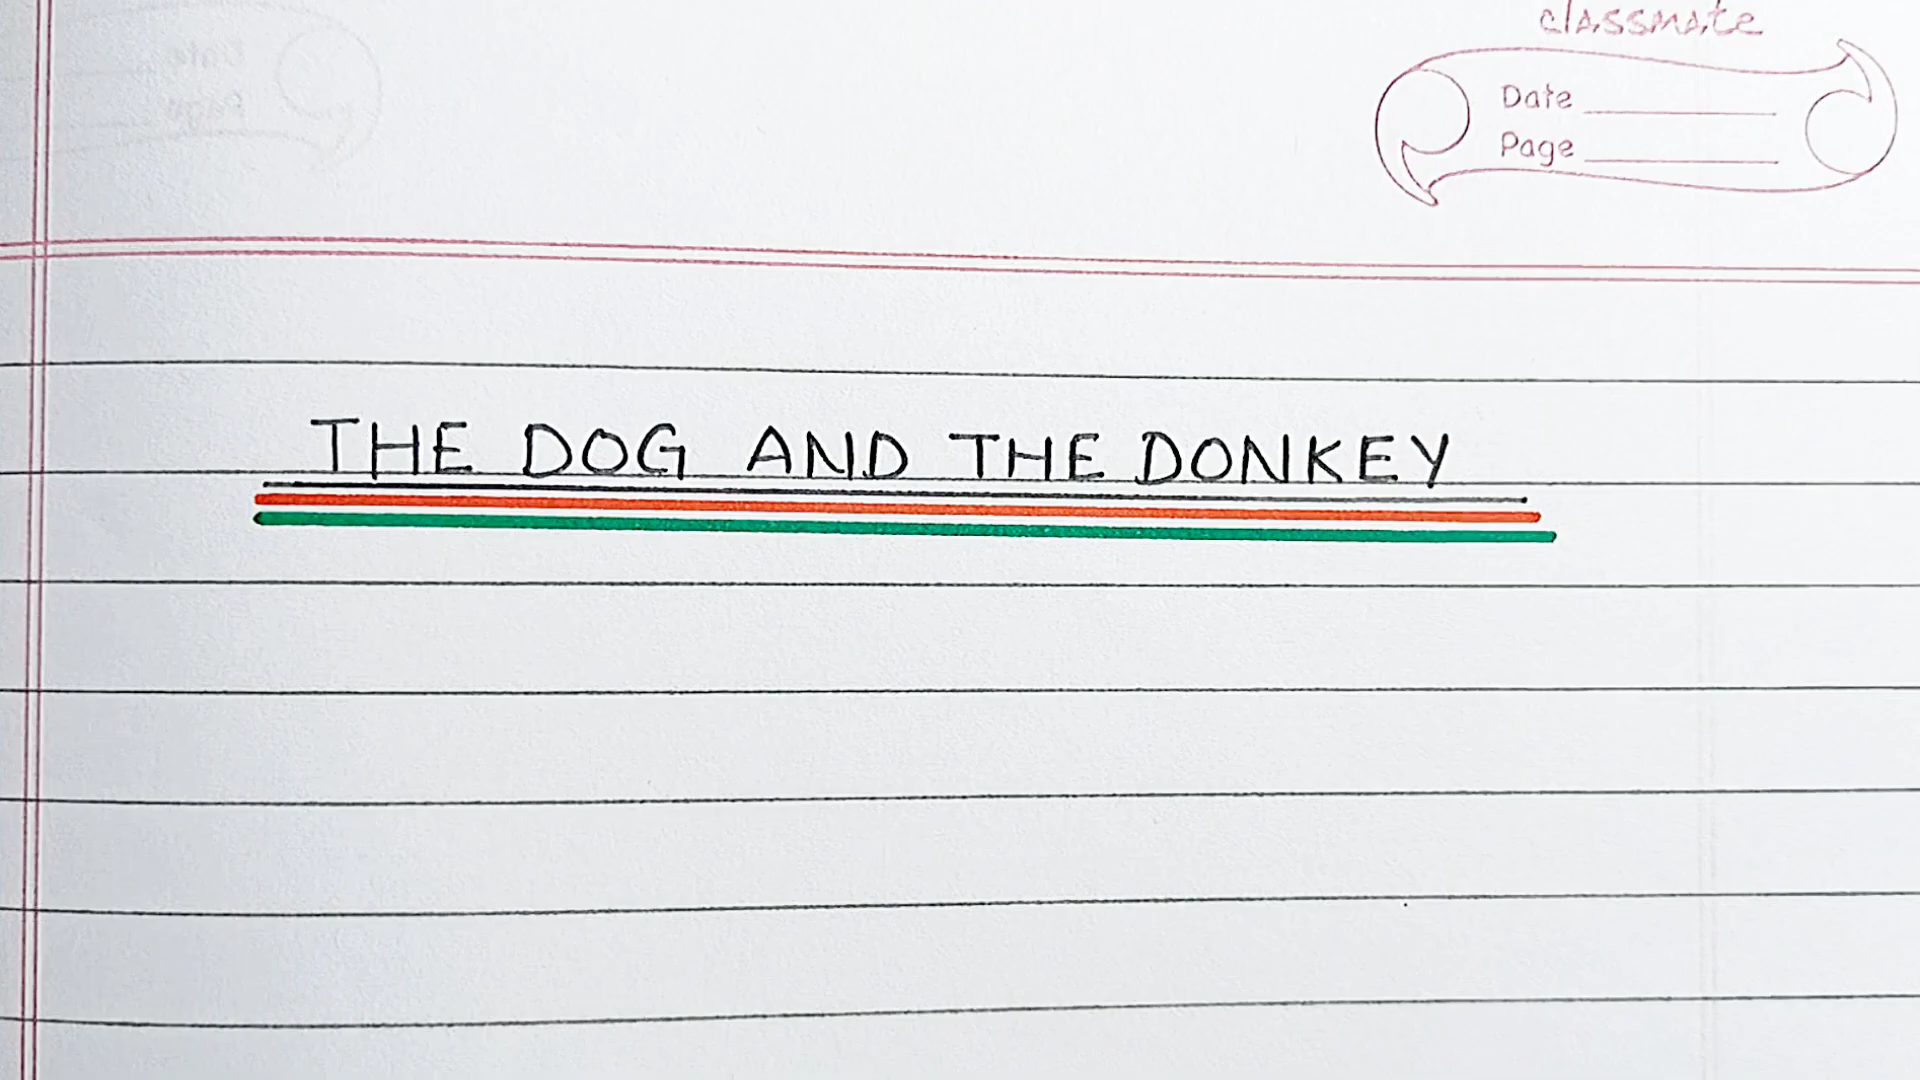 classmate
Date
Page
THE DOG AND THE DONKEY